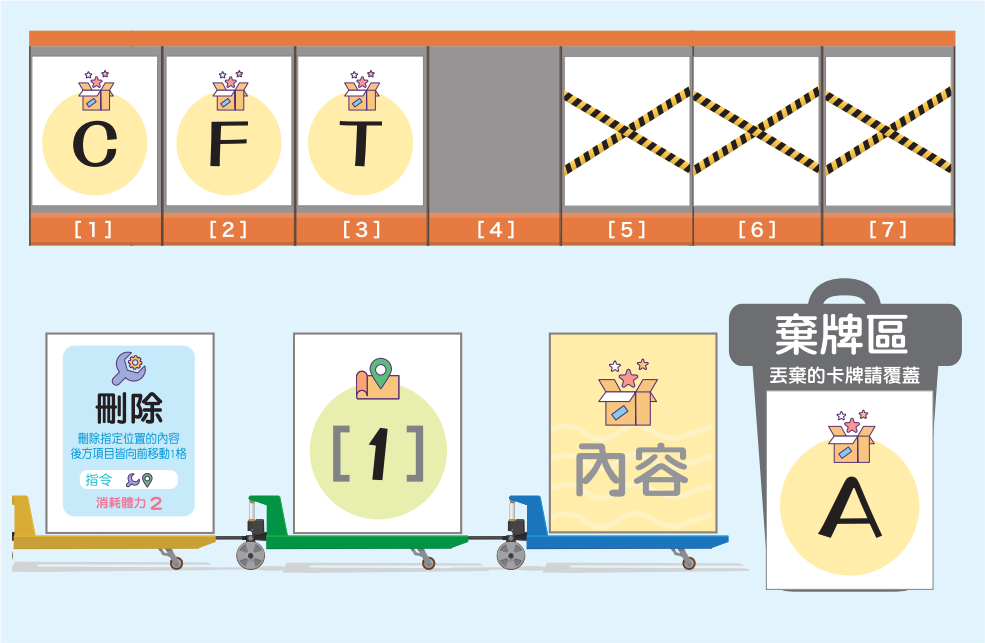 C
F
T
[1]
[2]
[3]
[4]
[5]
[6]
[7]
刪除
刪除指定位置的內容
後方項目皆向前移動1格
指令
消耗體力 2
[1]
內容
棄牌區
丟棄的卡牌請覆蓋
A